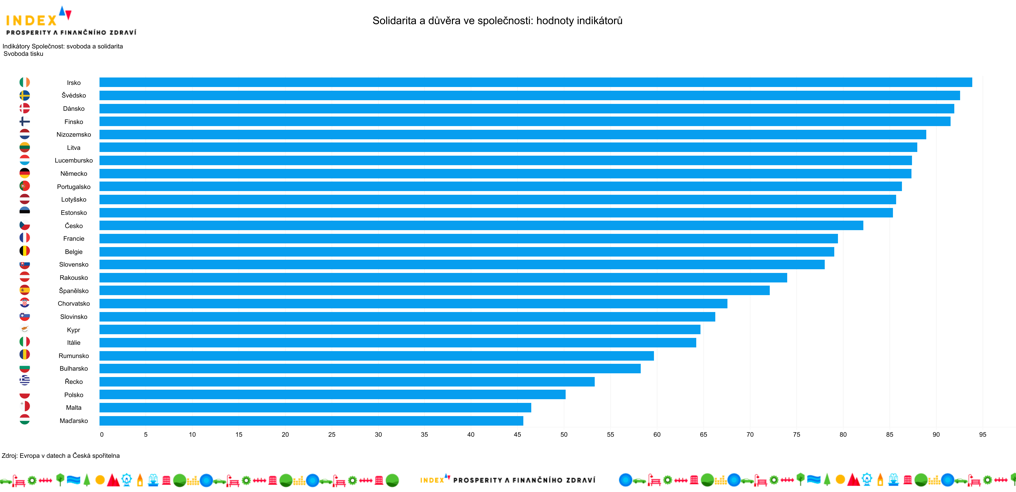 INDEX
PROSPERITY A FINANČNÍHO ZDRAVÍ
Solidarita a důvěra ve společnosti: hodnoty indikátorů
Indikátory Společnost: svoboda a solidarita
Svoboda tisku
Irsko
Švédsko
Dánsko
Finsko
Nizozemsko
Litva
Lucembursko
Německo
Portugalsko
Lotyšsko
Estonsko
Česko
Francie
Belgie
Slovensko
Rakousko
Španělsko
Chorvatsko
Slovinsko
Kypr
Itálie
Rumunsko
Bulharsko
Řecko
Polsko
Malta
Maďarsko
0 5 10 15 20 25 30 35 40 45 50 55 60 65 70 75 80 85 90 95
Zdroj: Evropa v datech a Česká spořitelna
INDEX PROSPERITY A FINANČNÍHO ZDRAVÍ